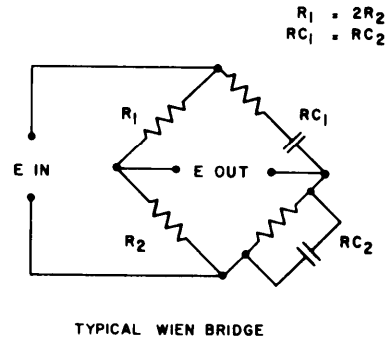 R₁ = 2R₂
RC₁ = RC₂
R₁
RC₁
E IN
E OUT
R₂
RC₂
TYPICAL WIEN BRIDGE